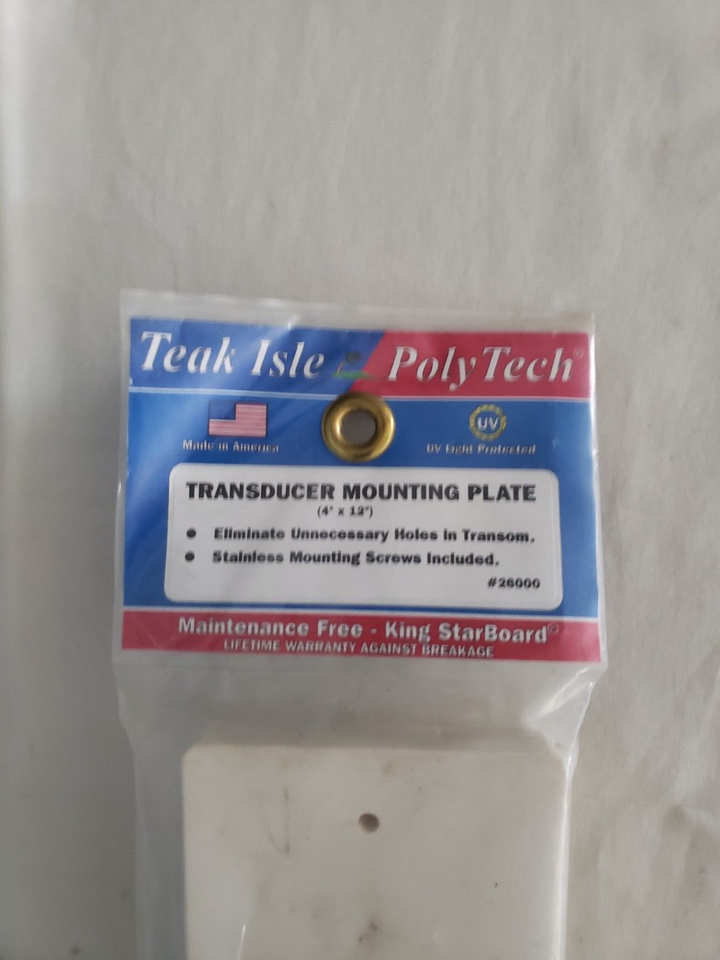 Teak Isle PolyTech®
Made in America
UV
UV Light Protected
TRANSDUCER MOUNTING PLATE
(4" x 12")
• Eliminate Unnecessary Holes in Transom.
• Stainless Mounting Screws Included.
#26000
Maintenance Free - King StarBoard®
LIFETIME WARRANTY AGAINST BREAKAGE